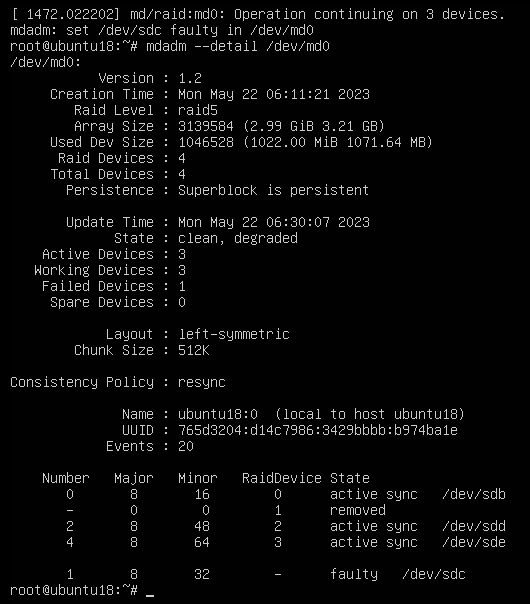 [ 1472.022202] md/raid:md0: Operation continuing on 3 devices.
mdadm: set /dev/sdc faulty in /dev/md0
root@ubuntu18:~# mdadm --detail /dev/md0
/dev/md0:
Version : 1.2
Creation Time : Mon May 22 06:11:21 2023
Raid Level : raid5
Array Size : 3139584 (2.99 GiB 3.21 GB)
Used Dev Size : 1046528 (1022.00 MiB 1071.64 MB)
Raid Devices : 4
Total Devices : 4
Persistence : Superblock is persistent
Update Time : Mon May 22 06:30:07 2023
State : clean, degraded
Active Devices : 3
Working Devices : 3
Failed Devices : 1
Spare Devices : 0
Layout : left-symmetric
Chunk Size : 512K
Consistency Policy : resync
Name : ubuntu18:0 (local to host ubuntu18)
UUID : 765d3204:d14c7986:3429bbbb:b974ba1e
Events : 20
Number Major Minor RaidDevice State
0 8 16 0 active sync /dev/sdb
- 0 0 1 removed
2 8 48 2 active sync /dev/sdd
4 8 64 3 active sync /dev/sde
1 8 32 - faulty /dev/sdc
root@ubuntu18:~# _